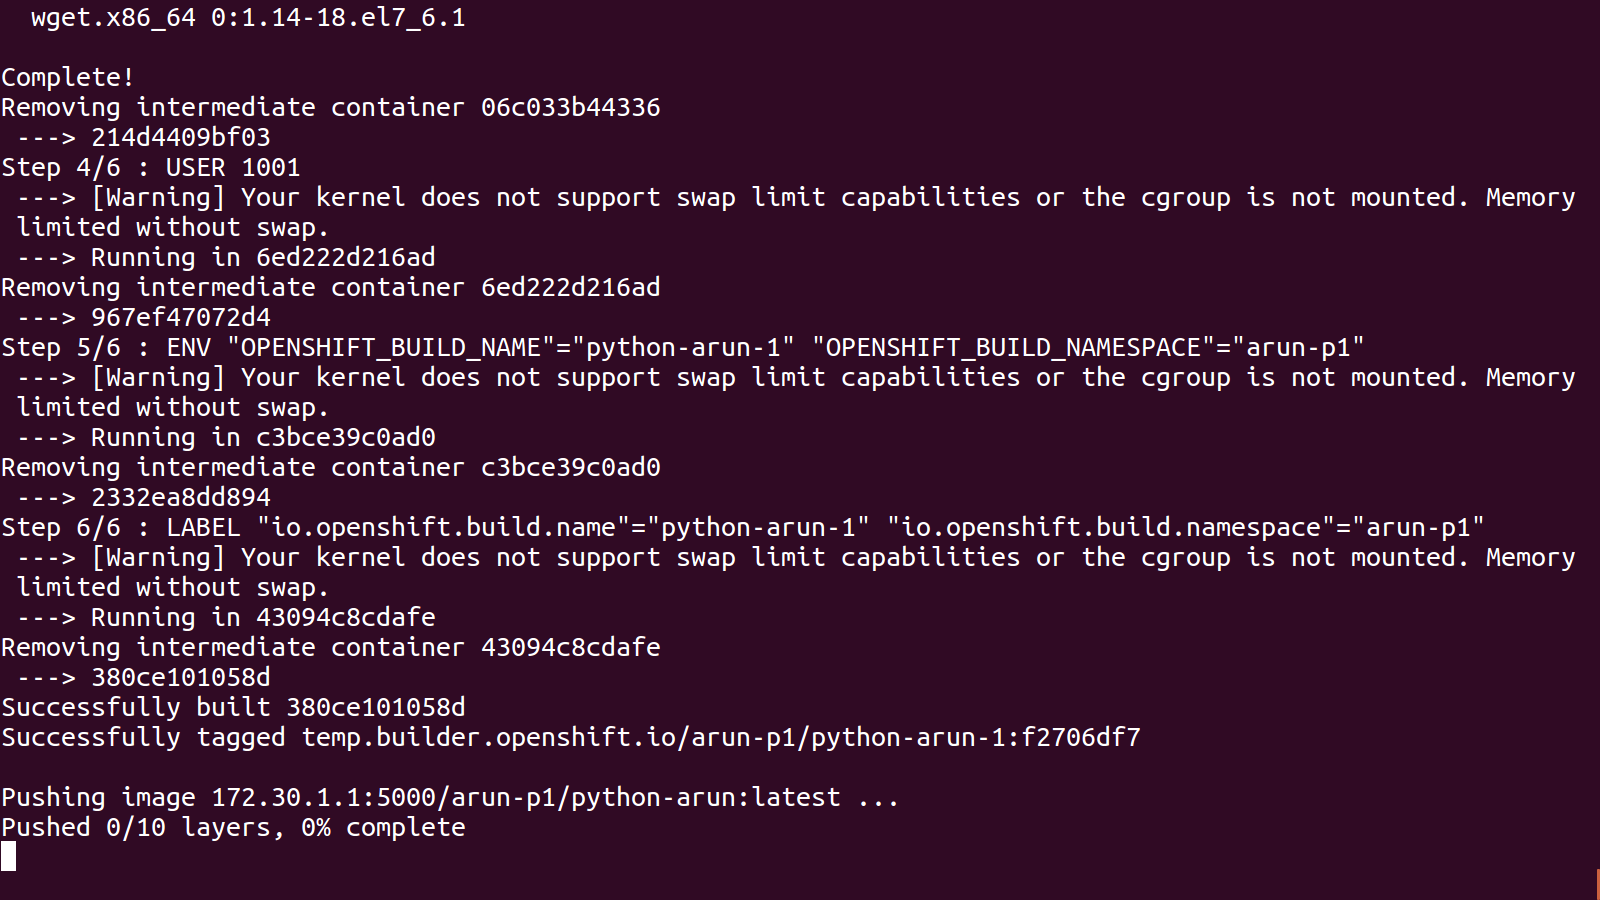 wget.x86_64 0:1.14-18.el7_6.1
Complete!
Removing intermediate container 06c033b44336
---> 214d4409bf03
Step 4/6 : USER 1001
---> [Warning] Your kernel does not support swap limit capabilities or the cgroup is not mounted. Memory
limited without swap.
---> Running in 6ed222d216ad
Removing intermediate container 6ed222d216ad
---> 967ef47072d4
Step 5/6 : ENV "OPENSHIFT_BUILD_NAME"="python-arun-1" "OPENSHIFT_BUILD_NAMESPACE"="arun-p1"
---> [Warning] Your kernel does not support swap limit capabilities or the cgroup is not mounted. Memory
limited without swap.
---> Running in c3bce39c0ad0
Removing intermediate container c3bce39c0ad0
---> 2332ea8dd894
Step 6/6 : LABEL "io.openshift.build.name"="python-arun-1" "io.openshift.build.namespace"="arun-p1"
---> [Warning] Your kernel does not support swap limit capabilities or the cgroup is not mounted. Memory
limited without swap.
---> Running in 43094c8cdafe
Removing intermediate container 43094c8cdafe
---> 380ce101058d
Successfully built 380ce101058d
Successfully tagged temp.builder.openshift.io/arun-p1/python-arun-1:f2706df7
Pushing image 172.30.1.1:5000/arun-p1/python-arun:latest ...
Pushed 0/10 layers, 0% complete